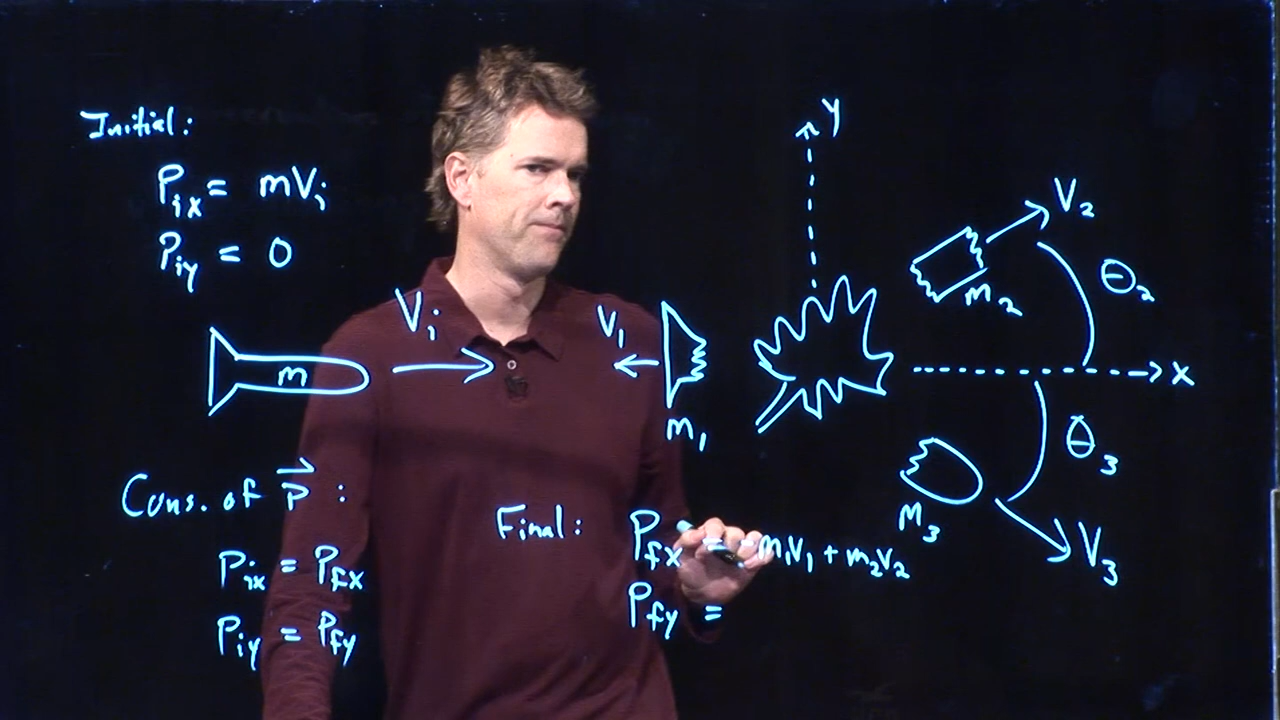 Initial:
Pix = mVi
Piy = 0
m
Vi
V1
m1
y
x
V2
m2
θ2
θ3
m3
V3
Cons. of P⃗ :
Pix = Pfx
Piy = Pfy
Final:
Pfx = -m1V1 + m2V2
Pfy =